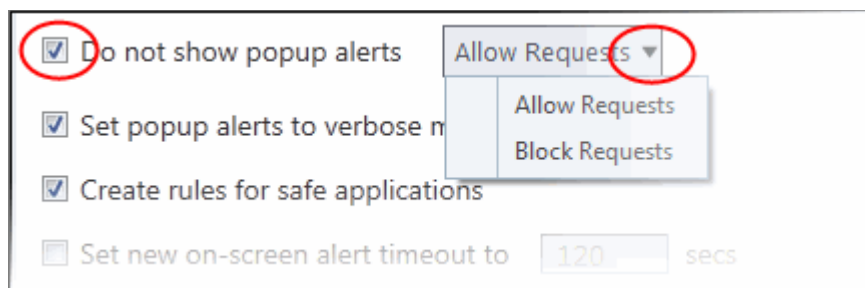 Do not show popup alerts Allow Requests
Allow Requests
Set popup alerts to verbose
Block Requests
Create rules for safe applications
Set new on-screen alert timeout to 120 secs